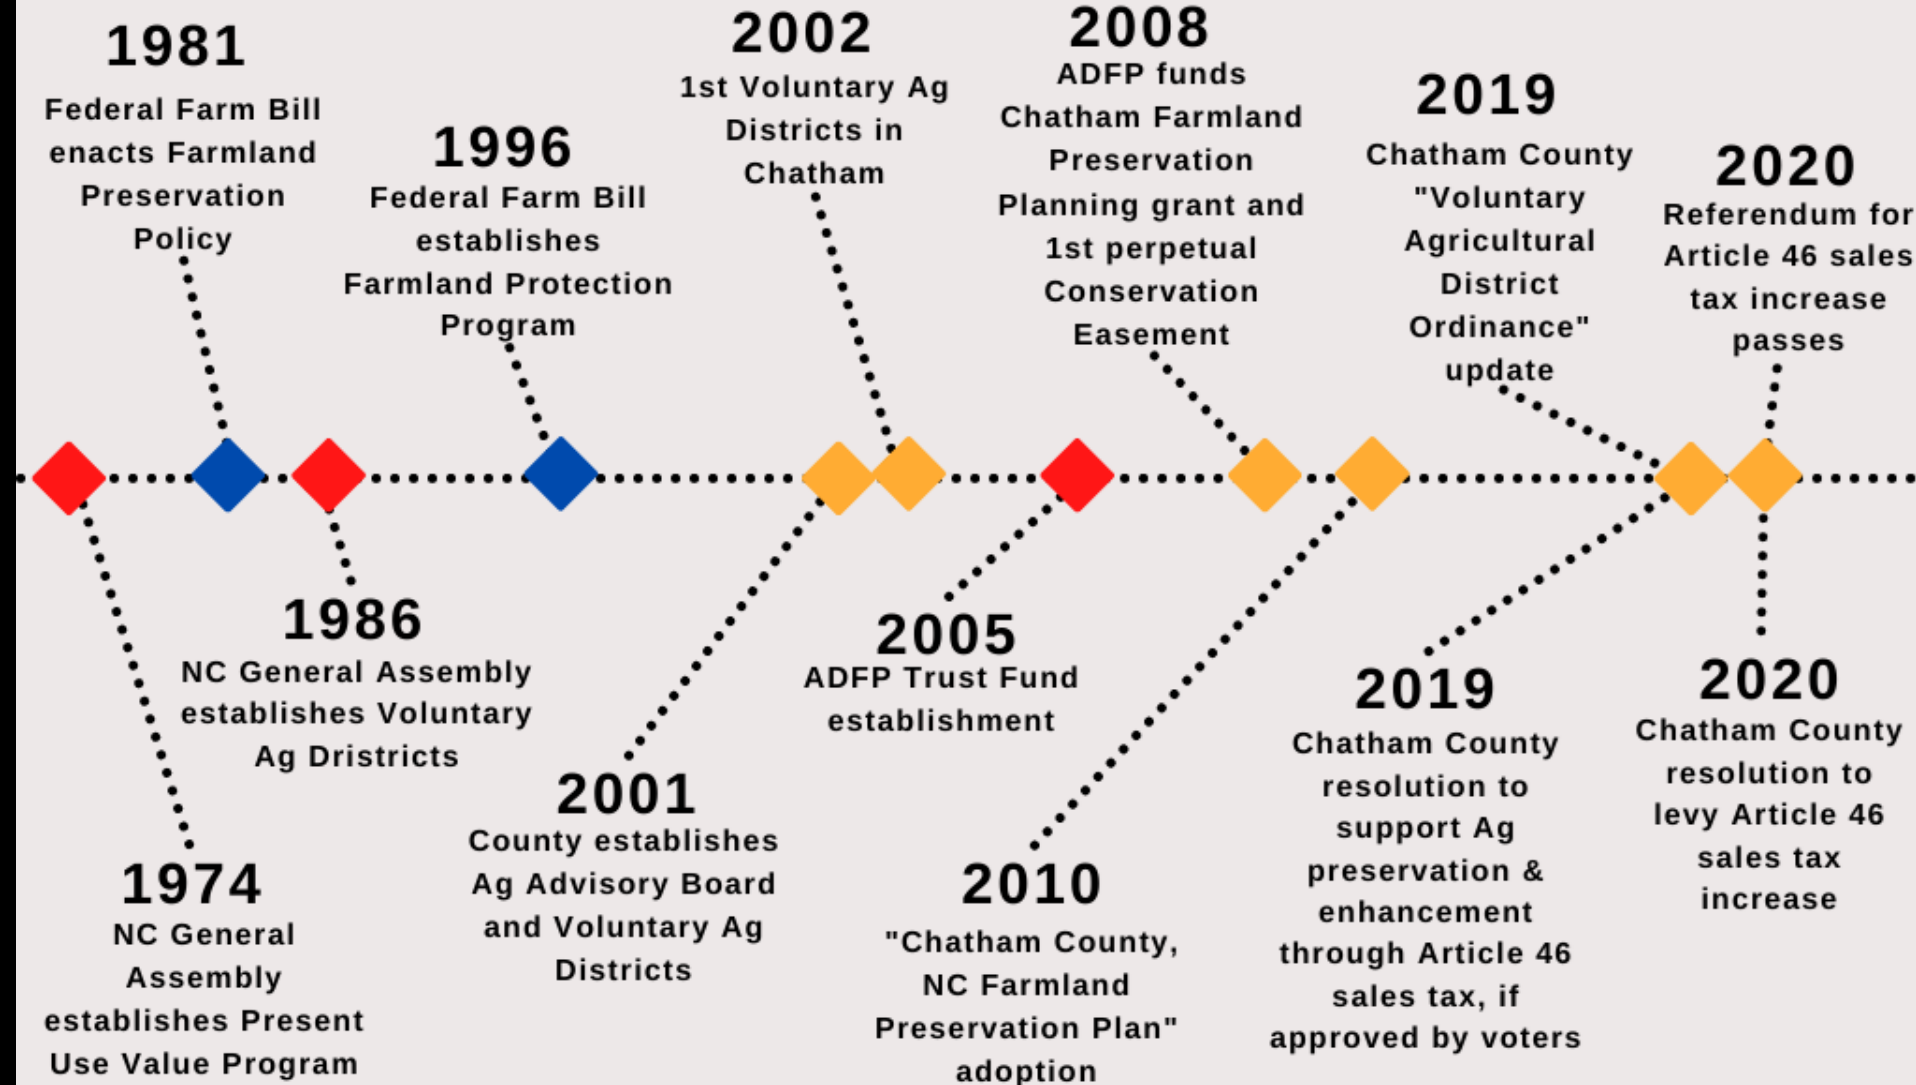 1981
Federal Farm Bill
enacts Farmland
Preservation
Policy
1996
Federal Farm Bill
establishes
Farmland Protection
Program
2002
1st Voluntary Ag
Districts in
Chatham
2008
ADFP funds
Chatham Farmland
Preservation
Planning grant and
1st perpetual
Conservation
Easement
2019
Chatham County
"Voluntary
Agricultural
District
Ordinance"
update
2020
Referendum for
Article 46 sales
tax increase
passes
1974
NC General
Assembly
establishes Present
Use Value Program
1986
NC General Assembly
establishes Voluntary
Ag Dristricts
2001
County establishes
Ag Advisory Board
and Voluntary Ag
Districts
2005
ADFP Trust Fund
establishment
2010
"Chatham County,
NC Farmland
Preservation Plan"
adoption
2019
Chatham County
resolution to
support Ag
preservation &
enhancement
through Article 46
sales tax, if
approved by voters
2020
Chatham County
resolution to
levy Article 46
sales tax
increase